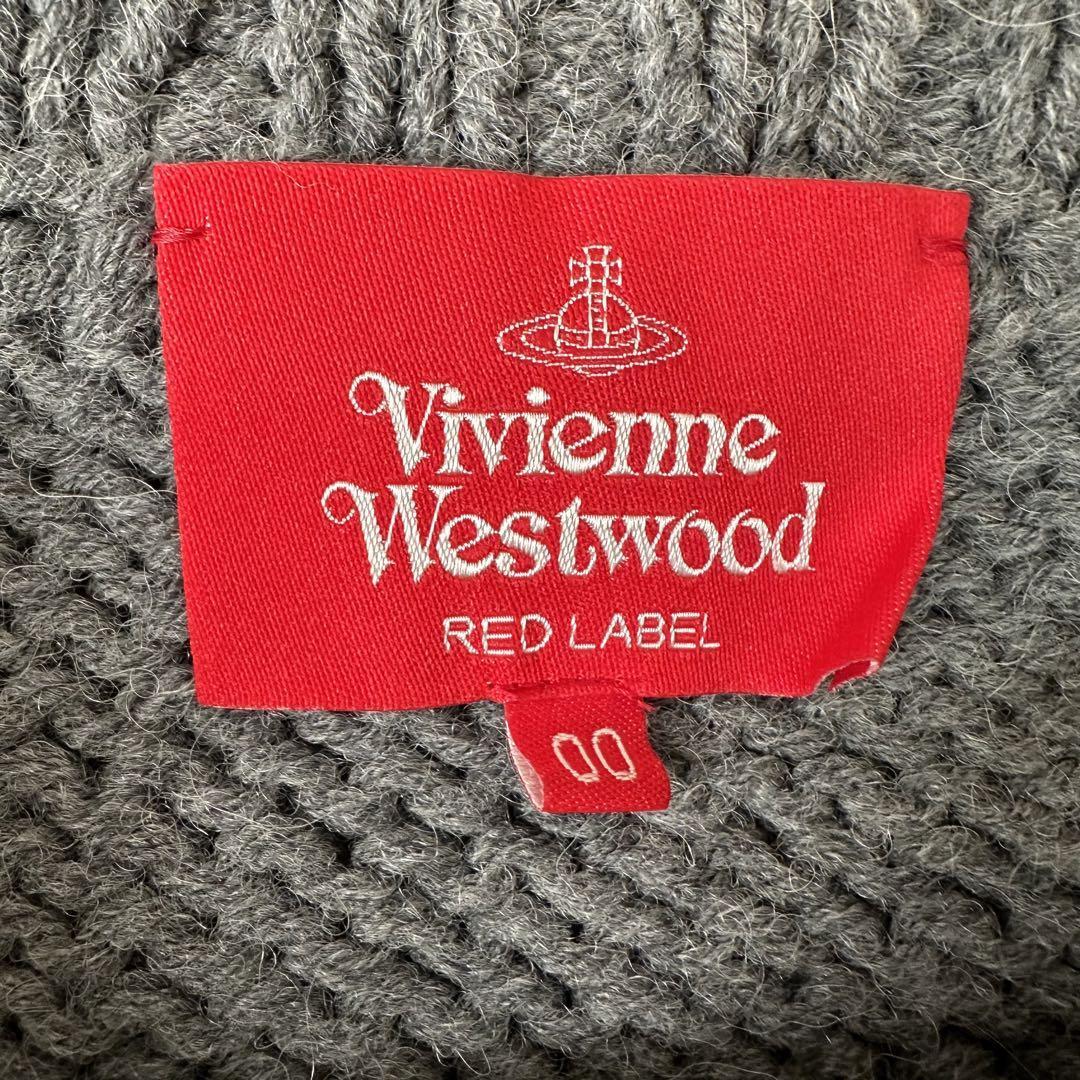 Vivienne
Westwood
RED LABEL
00